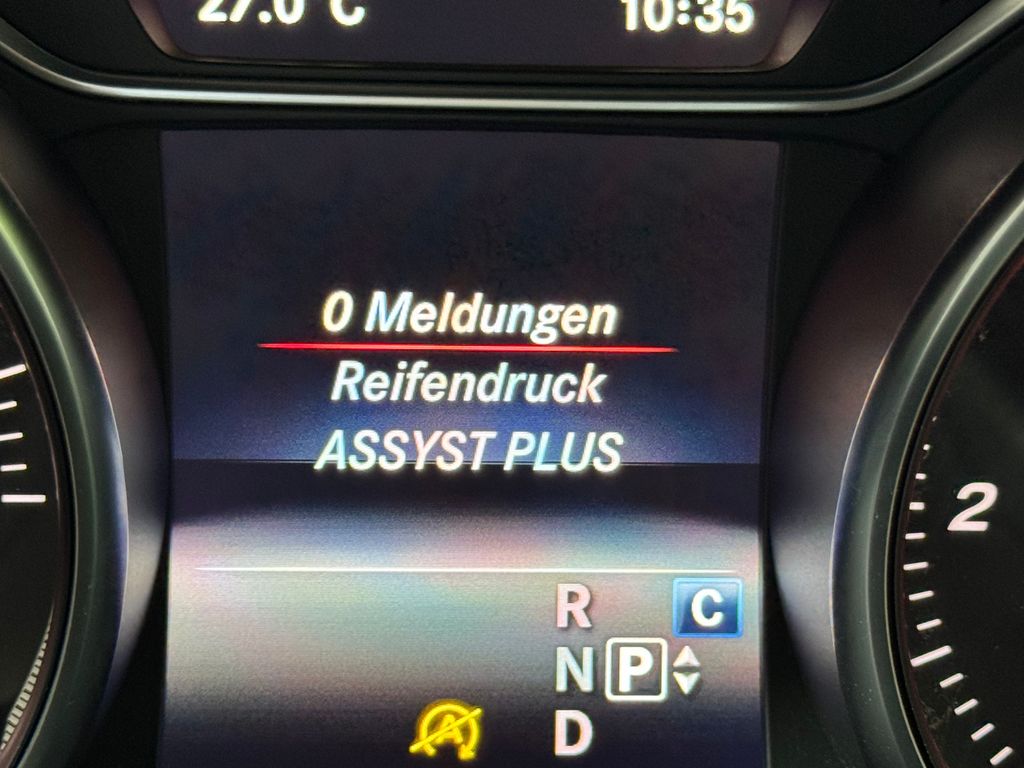 27.0 °C 10:35
0 Meldungen
Reifendruck
ASSYST PLUS
R C
N P
D
A
2